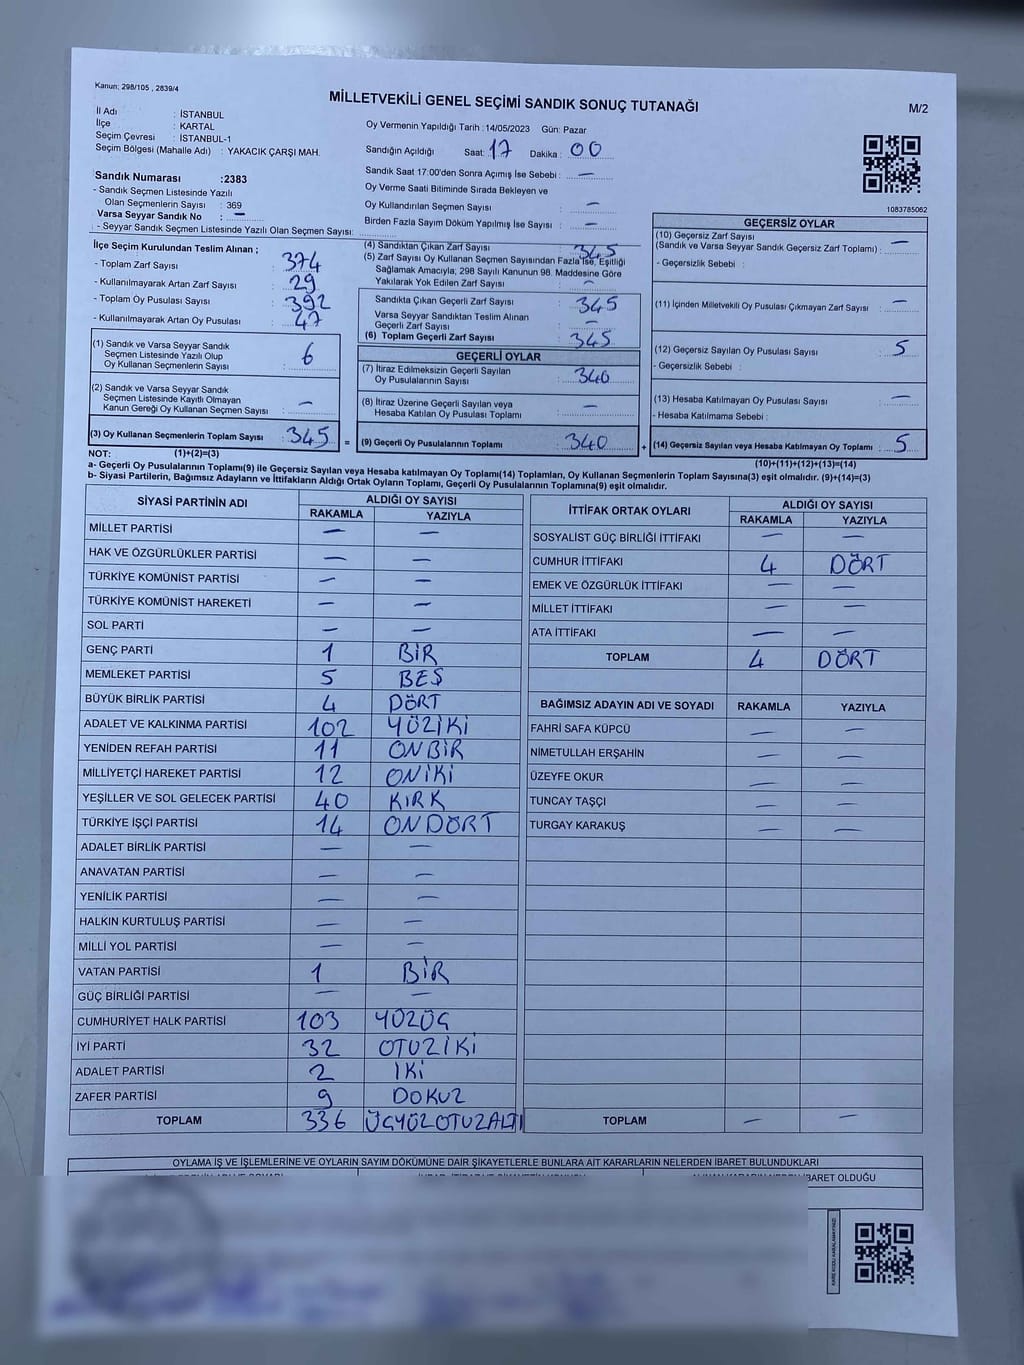 Kanun: 298/105 , 2839/4
MİLLETVEKİLİ GENEL SEÇİMİ SANDIK SONUÇ TUTANAĞI
M/2
İl Adı : İSTANBUL
İlçe : KARTAL
Seçim Çevresi : İSTANBUL-1
Seçim Bölgesi (Mahalle Adı) : YAKACIK ÇARŞI MAH.
Sandık Numarası :2383
- Sandık Seçmen Listesinde Yazılı
Olan Seçmenlerin Sayısı : 369
Varsa Seyyar Sandık No : —
- Seyyar Sandık Seçmen Listesinde Yazılı Olan Seçmen Sayısı:
Oy Vermenin Yapıldığı Tarih : 14/05/2023 Gün: Pazar
Sandığın Açıldığı Saat: 17 Dakika : 00
Sandık Saat 17.00'den Sonra Açımış İse Sebebi : —
Oy Verme Saati Bitiminde Sırada Bekleyen ve
Oy Kullandırılan Seçmen Sayısı : —
Birden Fazla Sayım Döküm Yapılmış İse Sayısı : —
1083785062
İlçe Seçim Kurulundan Teslim Alınan ;
- Toplam Zarf Sayısı : 374
- Kullanılmayarak Artan Zarf Sayısı : 29
- Toplam Oy Pusulası Sayısı : 392
- Kullanılmayarak Artan Oy Pusulası : 47
(1) Sandık ve Varsa Seyyar Sandık
Seçmen Listesinde Yazılı Olup
Oy Kullanan Seçmenlerin Sayısı : 6
(2) Sandık ve Varsa Seyyar Sandık
Seçmen Listesinde Kayıtlı Olmayan
Kanun Gereği Oy Kullanan Seçmen Sayısı : —
(3) Oy Kullanan Seçmenlerin Toplam Sayısı : 345
(4) Sandıktan Çıkan Zarf Sayısı : 345
(5) Zarf Sayısı Oy Kullanan Seçmen Sayısından Fazla İse, Eşitliği
Sağlamak Amacıyla; 298 Sayılı Kanunun 98. Maddesine Göre
Yakılarak Yok Edilen Zarf Sayısı : —
Sandıkta Çıkan Geçerli Zarf Sayısı : 345
Varsa Seyyar Sandıktan Teslim Alınan
Geçerli Zarf Sayısı : —
(6) Toplam Geçerli Zarf Sayısı : 345
GEÇERLİ OYLAR
(7) İtiraz Edilmeksizin Geçerli Sayılan
Oy Pusulalarının Sayısı : 340
(8) İtiraz Üzerine Geçerli Sayılan veya
Hesaba Katılan Oy Pusulası Toplamı : —
= (9) Geçerli Oy Pusulalarının Toplamı : 340
GEÇERSİZ OYLAR
(10) Geçersiz Zarf Sayısı
(Sandık ve Varsa Seyyar Sandık Geçersiz Zarf Toplamı) : —
- Geçersizlik Sebebi :
(11) İçinden Milletvekili Oy Pusulası Çıkmayan Zarf Sayısı : —
(12) Geçersiz Sayılan Oy Pusulası Sayısı : 5
- Geçersizlik Sebebi :
(13) Hesaba Katılmayan Oy Pusulası Sayısı : —
- Hesaba Katılmama Sebebi :
+ (14) Geçersiz Sayılan veya Hesaba Katılmayan Oy Toplamı : 5
NOT: (1)+(2)=(3)
(10)+(11)+(12)+(13)=(14)
a- Geçerli Oy Pusulalarının Toplamı(9) ile Geçersiz Sayılan veya Hesaba katılmayan Oy Toplamı(14) Toplamları, Oy Kullanan Seçmenlerin Toplam Sayısına(3) eşit olmalıdır. (9)+(14)=(3)
b- Siyasi Partilerin, Bağımsız Adayların ve İttifakların Aldığı Ortak Oyların Toplamı, Geçerli Oy Pusulalarının Toplamına(9) eşit olmalıdır.
SİYASİ PARTİNİN ADI ALDIĞI OY SAYISI
RAKAMLA YAZIYLA
MİLLET PARTİSİ — —
HAK VE ÖZGÜRLÜKLER PARTİSİ — —
TÜRKİYE KOMÜNİST PARTİSİ — —
TÜRKİYE KOMÜNİST HAREKETİ — —
SOL PARTİ — —
GENÇ PARTİ 1 BİR
MEMLEKET PARTİSİ 5 BEŞ
BÜYÜK BİRLİK PARTİSİ 4 DÖRT
ADALET VE KALKINMA PARTİSİ 102 YÜZİKİ
YENİDEN REFAH PARTİSİ 11 ONBİR
MİLLİYETÇİ HAREKET PARTİSİ 12 ONİKİ
YEŞİLLER VE SOL GELECEK PARTİSİ 40 KIRK
TÜRKİYE İŞÇİ PARTİSİ 14 ONDÖRT
ADALET BİRLİK PARTİSİ — —
ANAVATAN PARTİSİ — —
YENİLİK PARTİSİ — —
HALKIN KURTULUŞ PARTİSİ — —
MİLLİ YOL PARTİSİ — —
VATAN PARTİSİ 1 BİR
GÜÇ BİRLİĞİ PARTİSİ — —
CUMHURİYET HALK PARTİSİ 103 YÜZÜÇ
İYİ PARTİ 32 OTUZİKİ
ADALET PARTİSİ 2 İKİ
ZAFER PARTİSİ 9 DOKUZ
TOPLAM 336 ÜÇYÜZOTUZALTI
İTTİFAK ORTAK OYLARI ALDIĞI OY SAYISI
RAKAMLA YAZIYLA
SOSYALİST GÜÇ BİRLİĞİ İTTİFAKI — —
CUMHUR İTTİFAKI 4 DÖRT
EMEK VE ÖZGÜRLÜK İTTİFAKI — —
MİLLET İTTİFAKI — —
ATA İTTİFAKI — —
TOPLAM 4 DÖRT
BAĞIMSIZ ADAYIN ADI VE SOYADI RAKAMLA YAZIYLA
FAHRİ SAFA KÜPCÜ — —
NİMETULLAH ERŞAHİN — —
ÜZEYFE OKUR — —
TUNCAY TAŞÇI — —
TURGAY KARAKUŞ — —
TOPLAM — —
OYLAMA İŞ VE İŞLEMLERİNE VE OYLARIN SAYIM DÖKÜMÜNE DAİR ŞİKAYETLERLE BUNLARA AİT KARARLARIN NELERDEN İBARET BULUNDUKLARI
İBARET OLDUĞU